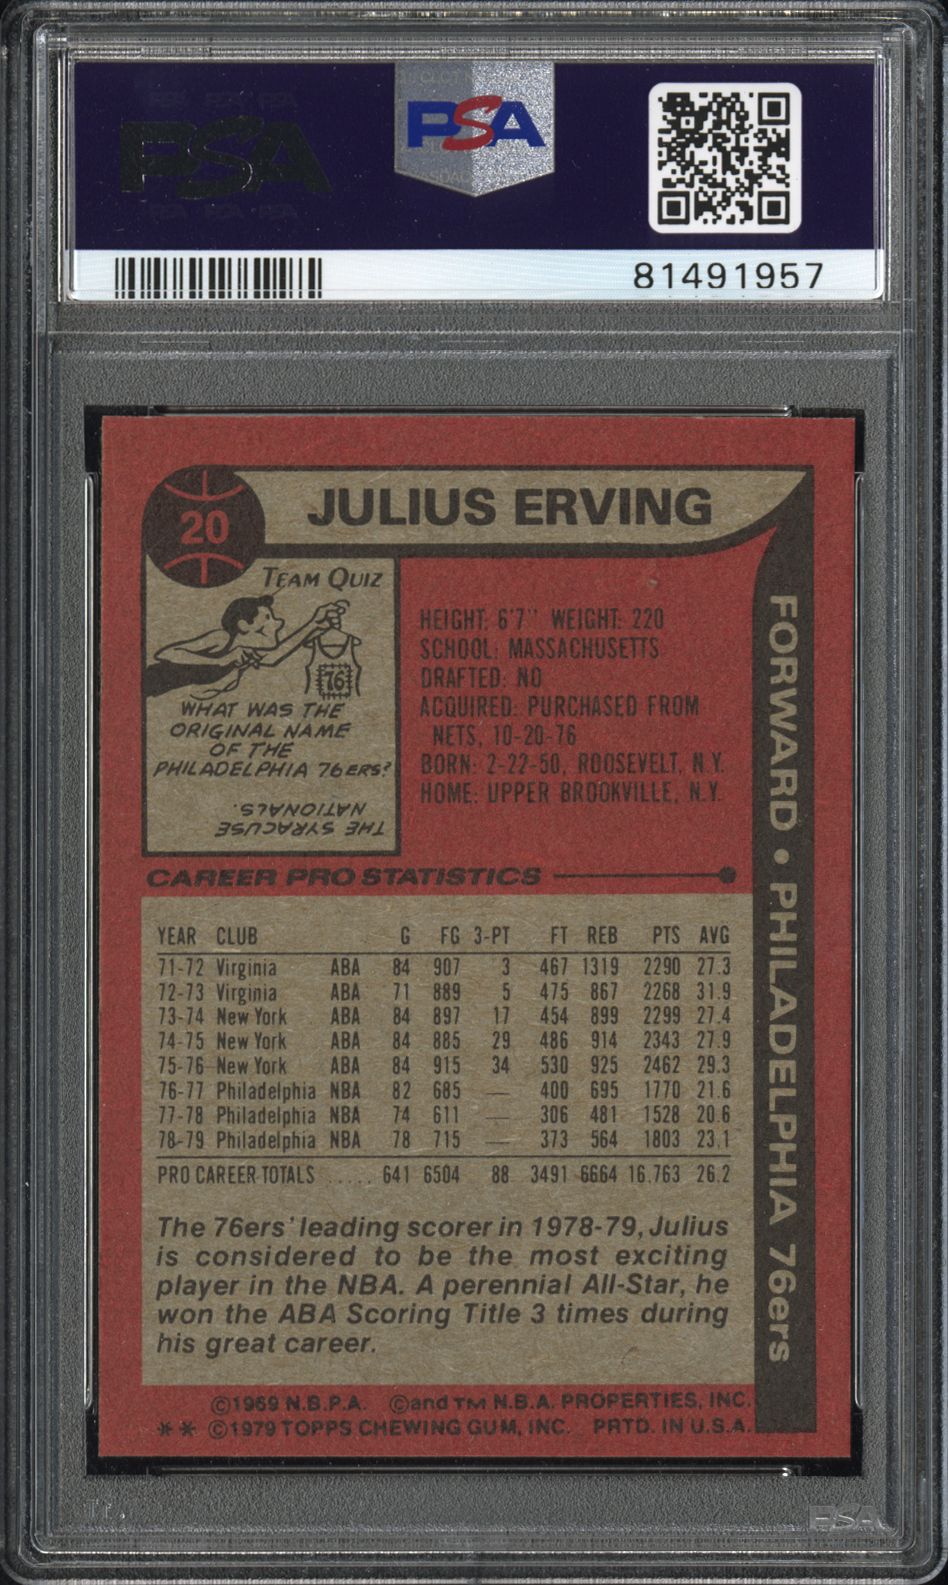 PSA
PSA
81491957
20
JULIUS ERVING
TEAM QUIZ
76
WHAT WAS THE
ORIGINAL NAME
OF THE
PHILADELPHIA 76ERS?
THE SYRACUSE
NATIONALS.
HEIGHT: 6'7" WEIGHT: 220
SCHOOL: MASSACHUSETTS
DRAFTED: NO
ACQUIRED: PURCHASED FROM
NETS, 10-20-76
BORN: 2-22-50, ROOSEVELT, N.Y.
HOME: UPPER BROOKVILLE, N.Y.
FORWARD • PHILADELPHIA 76ers
CAREER PRO STATISTICS
YEAR CLUB G FG 3-PT FT REB PTS AVG
71-72 Virginia ABA 84 907 3 467 1319 2290 27.3
72-73 Virginia ABA 71 889 5 475 867 2268 31.9
73-74 New York ABA 84 897 17 454 899 2299 27.4
74-75 New York ABA 84 885 29 486 914 2343 27.9
75-76 New York ABA 84 915 34 530 925 2462 29.3
76-77 Philadelphia NBA 82 685 — 400 695 1770 21.6
77-78 Philadelphia NBA 74 611 — 306 481 1528 20.6
78-79 Philadelphia NBA 78 715 — 373 564 1803 23.1
PRO CAREER TOTALS ..... 641 6504 88 3491 6664 16.763 26.2
The 76ers' leading scorer in 1978-79, Julius
is considered to be the most exciting
player in the NBA. A perennial All-Star, he
won the ABA Scoring Title 3 times during
his great career.
©1969 N.B.P.A. ©and TM N.B.A. PROPERTIES, INC.
** ©1979 TOPPS CHEWING GUM, INC. PRTD. IN U.S.A.
PSA